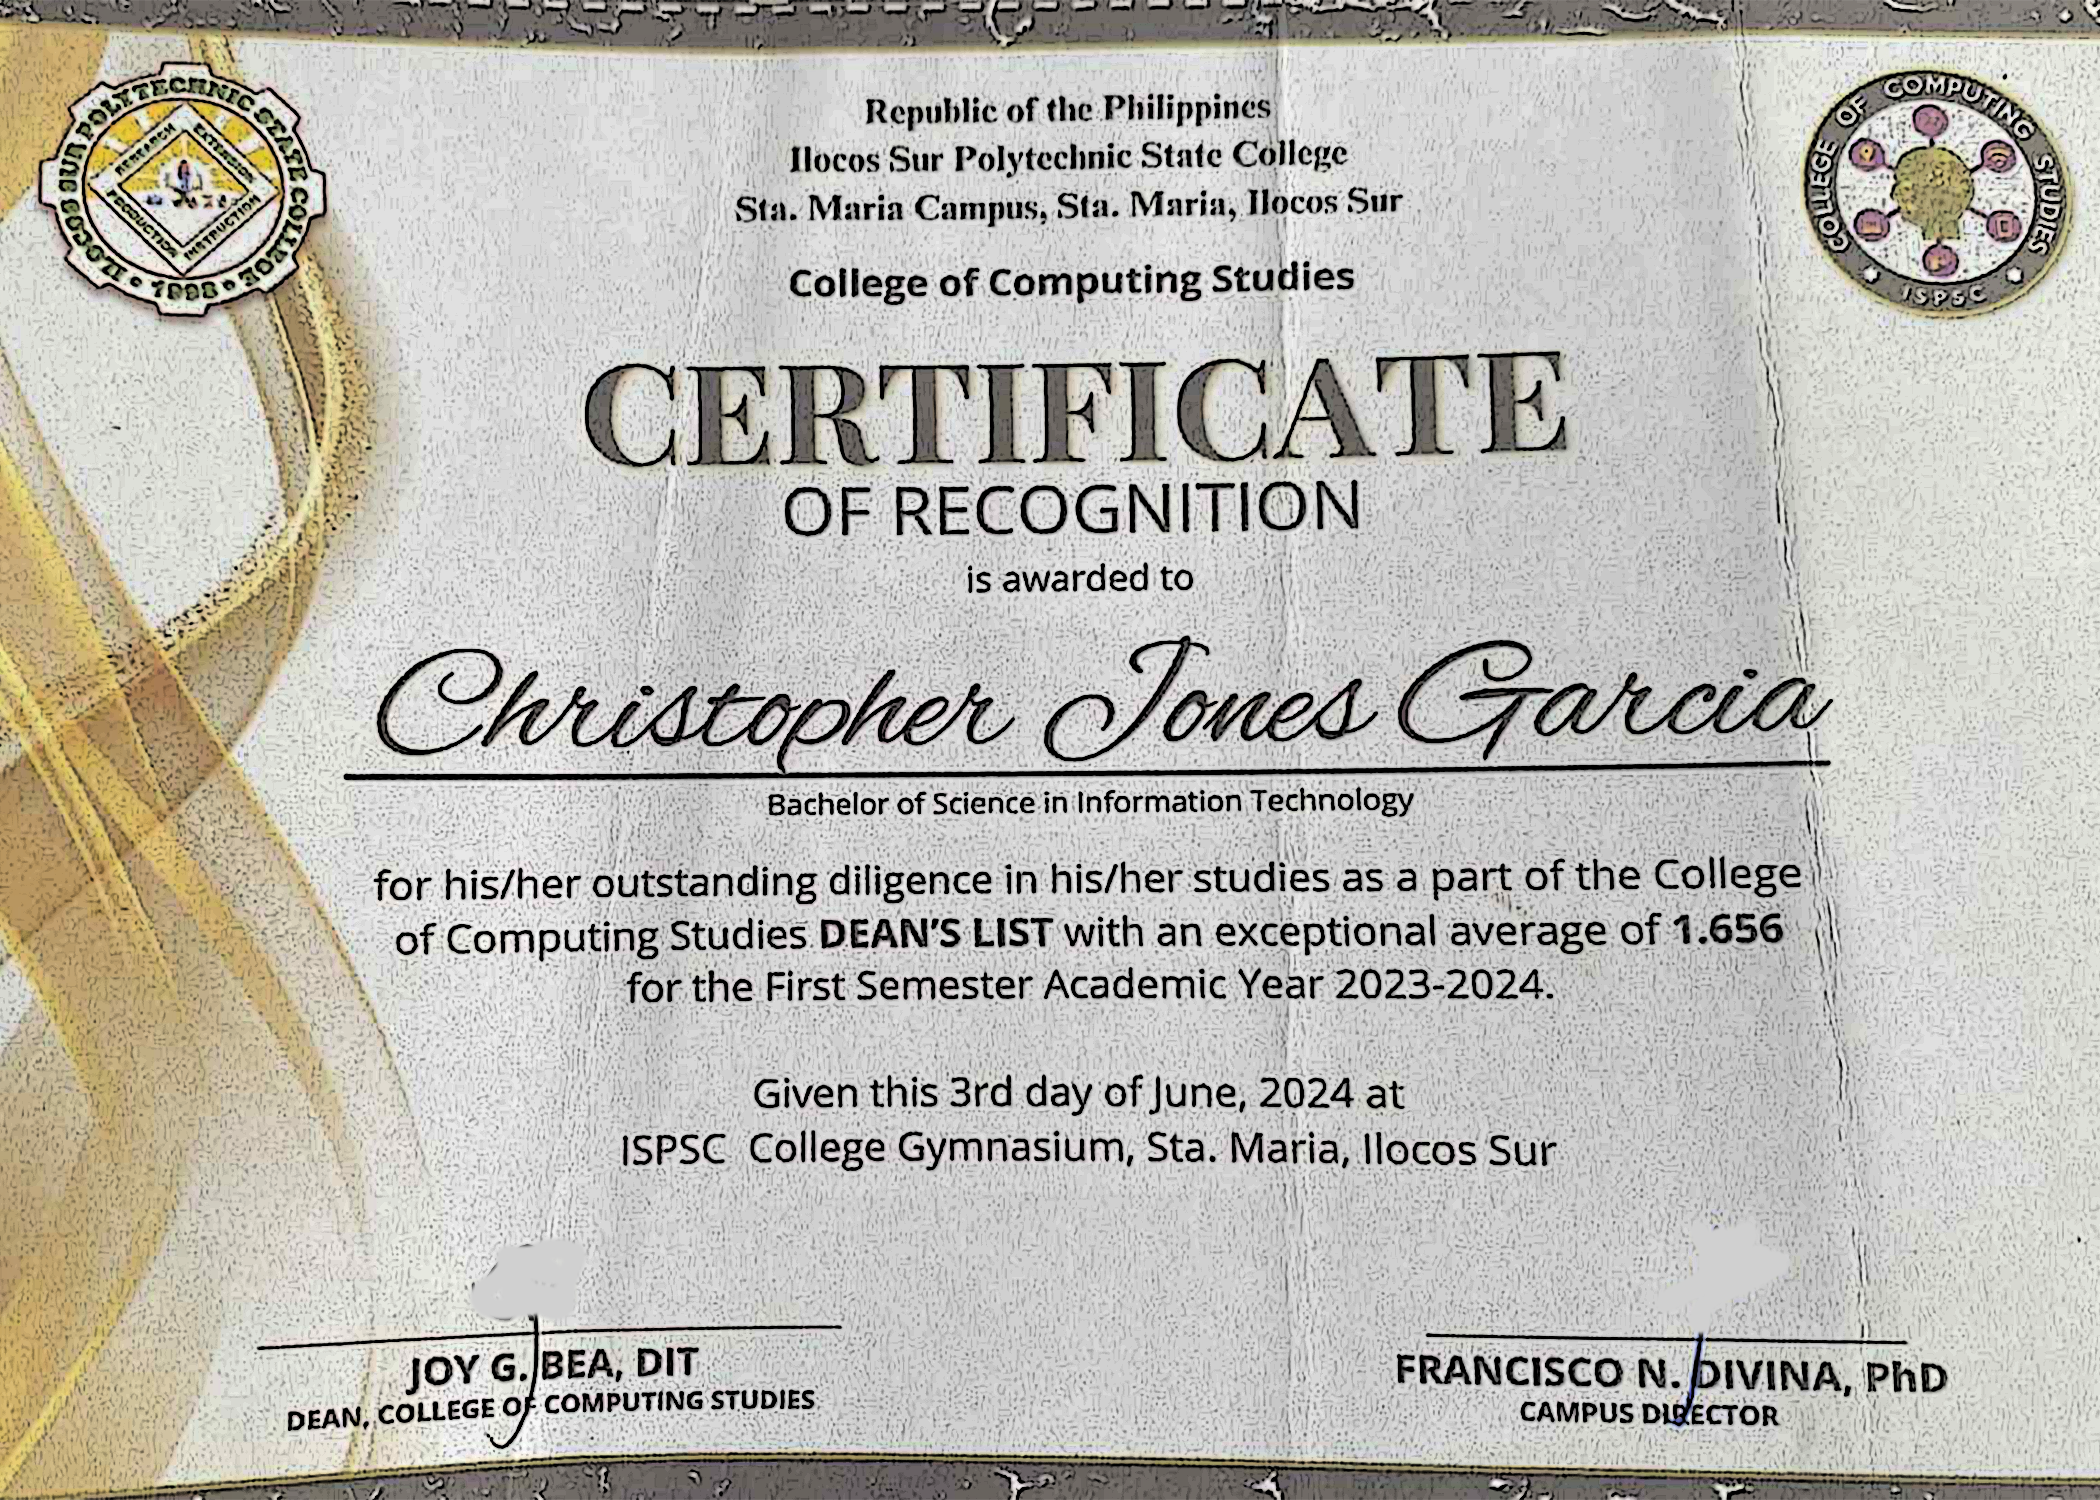 ILOCOS SUR POLYTECHNIC STATE COLLEGE
RESEARCH
EXTENSION
PRODUCTION
INSTRUCTION
1998
COLLEGE OF COMPUTING STUDIES
ISPSC
Republic of the Philippines
Ilocos Sur Polytechnic State College
Sta. Maria Campus, Sta. Maria, Ilocos Sur
College of Computing Studies
CERTIFICATE
OF RECOGNITION
is awarded to
Christopher Jones Garcia
Bachelor of Science in Information Technology
for his/her outstanding diligence in his/her studies as a part of the College
of Computing Studies DEAN'S LIST with an exceptional average of 1.656
for the First Semester Academic Year 2023-2024.
Given this 3rd day of June, 2024 at
ISPSC College Gymnasium, Sta. Maria, Ilocos Sur
JOY G. BEA, DIT
DEAN, COLLEGE OF COMPUTING STUDIES
FRANCISCO N. DIVINA, PhD
CAMPUS DIRECTOR